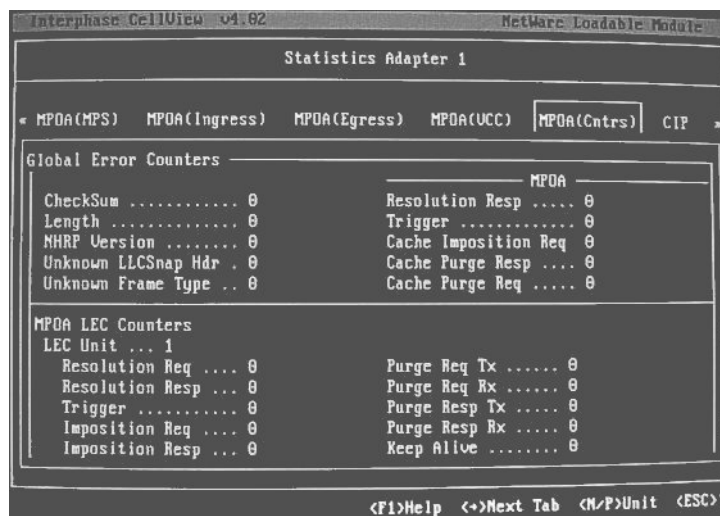 Interphase CellView v4.02 NetWare Loadable Module
Statistics Adapter 1
« MPOA(MPS) MPOA(Ingress) MPOA(Egress) MPOA(VCC) MPOA(Cntrs) CIP »
Global Error Counters
MPOA
CheckSum ............ 0 Resolution Resp ..... 0
Length .............. 0 Trigger ............. 0
NHRP Version ........ 0 Cache Imposition Req 0
Unknown LLCSnap Hdr . 0 Cache Purge Resp .... 0
Unknown Frame Type .. 0 Cache Purge Req ..... 0
MPOA LEC Counters
LEC Unit ... 1
Resolution Req .... 0 Purge Req Tx ...... 0
Resolution Resp ... 0 Purge Req Rx ...... 0
Trigger ........... 0 Purge Resp Tx ..... 0
Imposition Req .... 0 Purge Resp Rx ..... 0
Imposition Resp ... 0 Keep Alive ........ 0
<F1>Help <→>Next Tab <N/P>Unit <ESC>